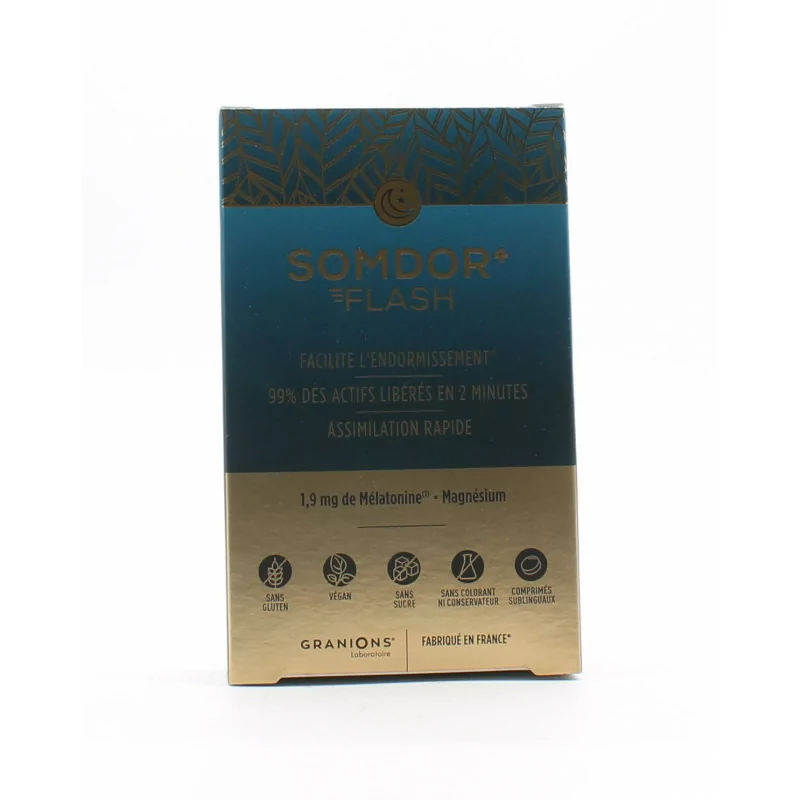 SOMDOR+
FLASH
FACILITE L'ENDORMISSEMENT*
99% DES ACTIFS LIBÉRÉS EN 2 MINUTES
ASSIMILATION RAPIDE
1,9 mg de Mélatonine(1) - Magnésium
SANS GLUTEN
VÉGAN
SANS SUCRE
SANS COLORANT NI CONSERVATEUR
COMPRIMÉS SUBLINGUAUX
GRANIONS®
Laboratoire
FABRIQUÉ EN FRANCE*